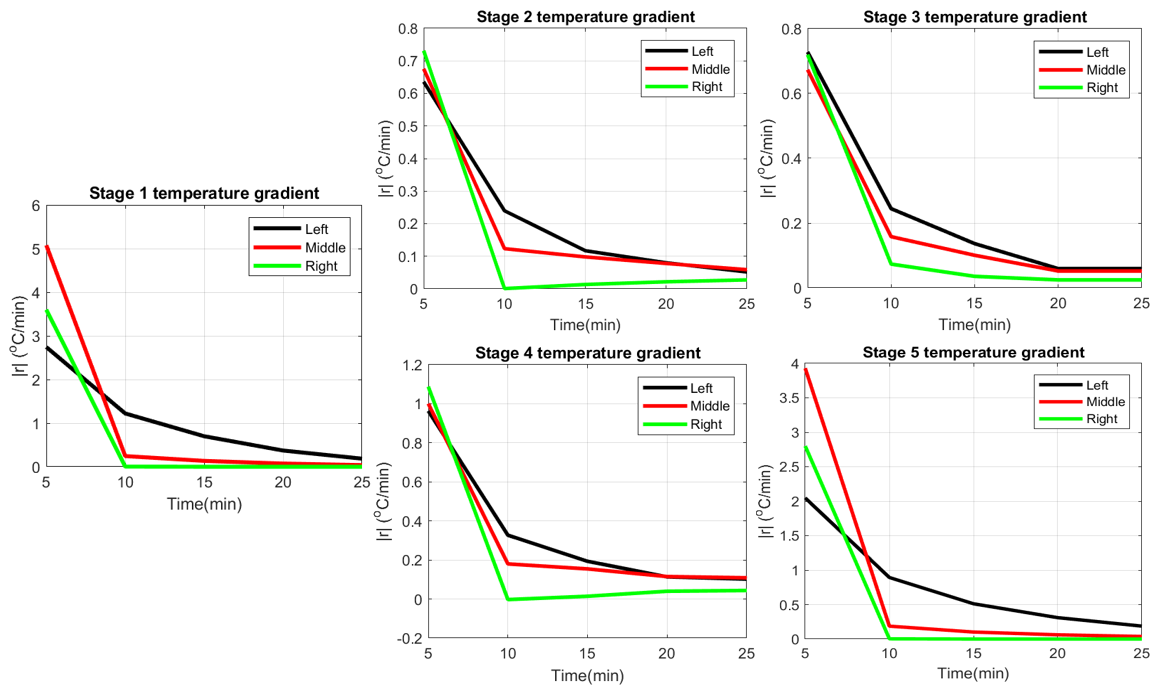 Stage 1 temperature gradient
6
5
4
3
2
1
0
5
10
15
20
25
|r| (°C/min)
Time(min)
Left
Middle
Right
Stage 2 temperature gradient
0.8
0.7
0.6
0.5
0.4
0.3
0.2
0.1
0
5
10
15
20
25
|r| (°C/min)
Time(min)
Left
Middle
Right
Stage 3 temperature gradient
0.8
0.6
0.4
0.2
0
5
10
15
20
25
|r| (°C/min)
Time(min)
Left
Middle
Right
Stage 4 temperature gradient
1.2
1
0.8
0.6
0.4
0.2
0
-0.2
5
10
15
20
25
|r| (°C/min)
Time(min)
Left
Middle
Right
Stage 5 temperature gradient
4
3.5
3
2.5
2
1.5
1
0.5
0
5
10
15
20
25
|r| (°C/min)
Time(min)
Left
Middle
Right